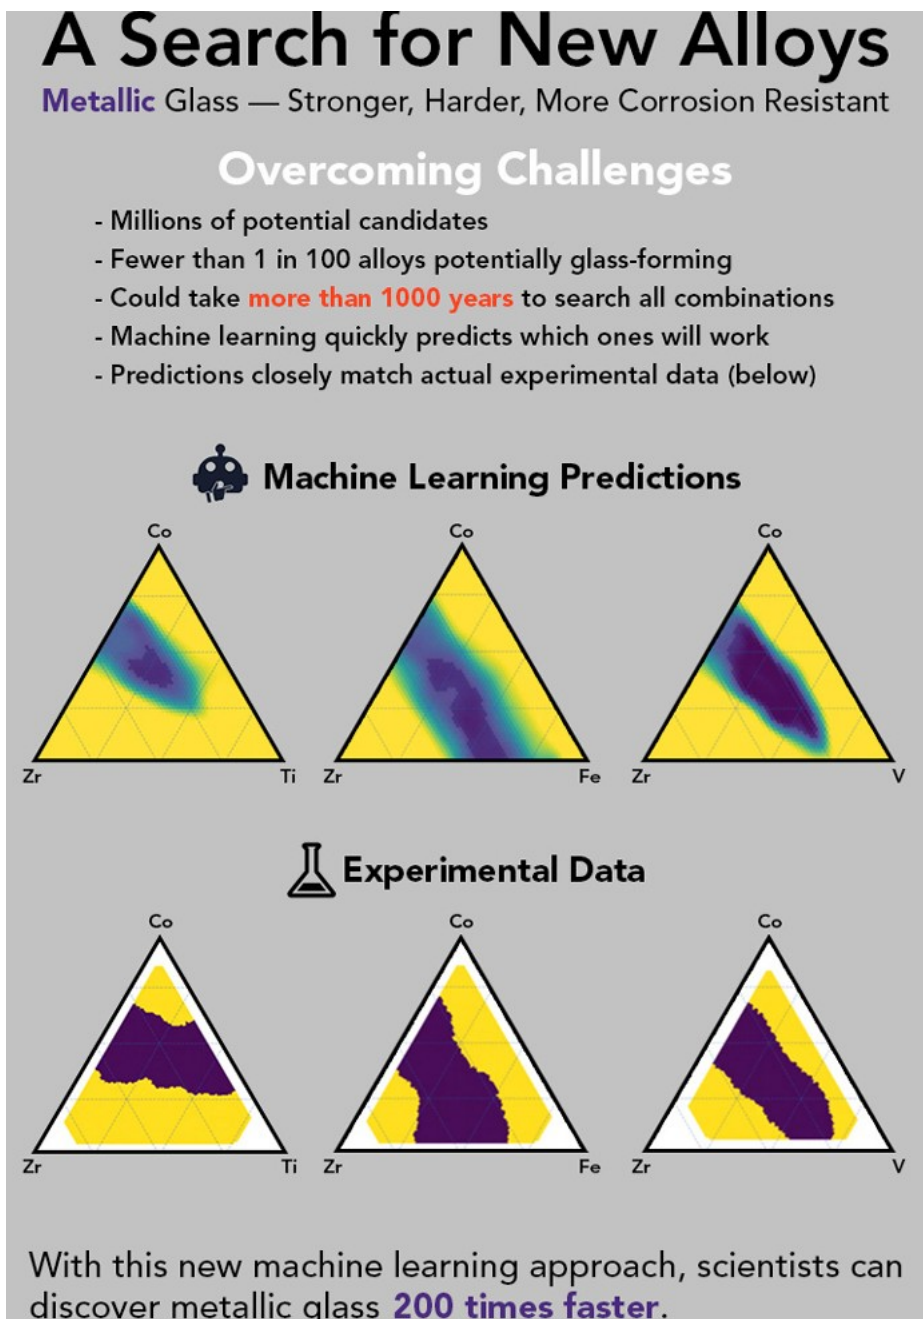 A Search for New Alloys
Metallic Glass — Stronger, Harder, More Corrosion Resistant
Overcoming Challenges
- Millions of potential candidates
- Fewer than 1 in 100 alloys potentially glass-forming
- Could take more than 1000 years to search all combinations
- Machine learning quickly predicts which ones will work
- Predictions closely match actual experimental data (below)
Machine Learning Predictions
Co Co Co
Zr Ti Zr Fe Zr V
Experimental Data
Co Co Co
Zr Ti Zr Fe Zr V
With this new machine learning approach, scientists can
discover metallic glass 200 times faster.